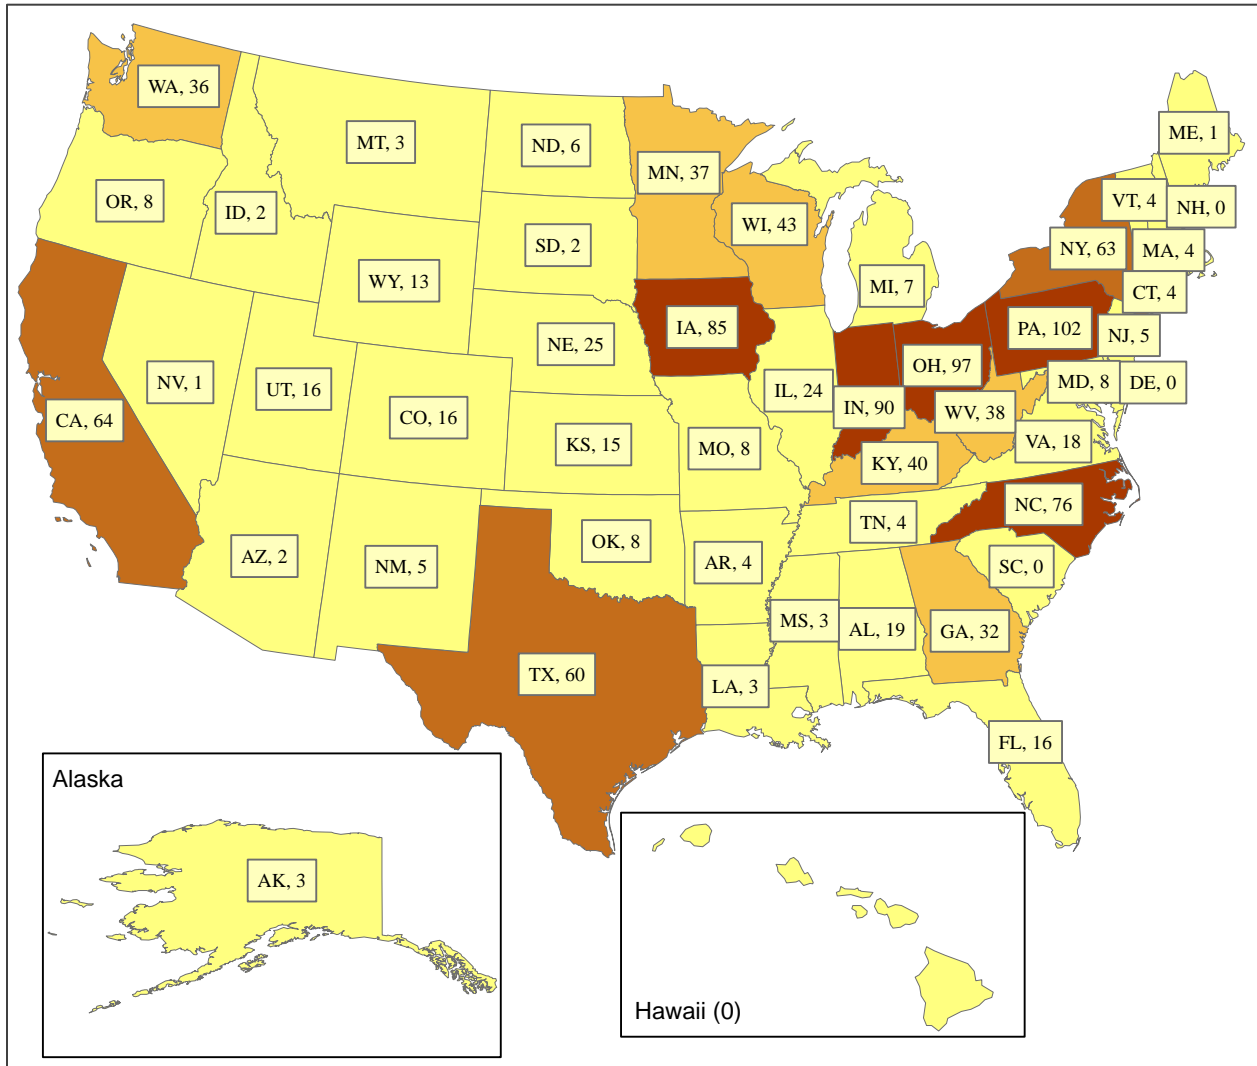 WA, 36
MT, 3
ND, 6
MN, 37
ME, 1
OR, 8
ID, 2
SD, 2
WI, 43
VT, 4
NH, 0
WY, 13
MI, 7
NY, 63
MA, 4
CT, 4
IA, 85
PA, 102
NJ, 5
NE, 25
OH, 97
NV, 1
UT, 16
CO, 16
IL, 24
IN, 90
WV, 38
MD, 8
DE, 0
CA, 64
KS, 15
MO, 8
KY, 40
VA, 18
AZ, 2
NM, 5
OK, 8
AR, 4
TN, 4
NC, 76
SC, 0
MS, 3
AL, 19
GA, 32
TX, 60
LA, 3
FL, 16
Alaska
AK, 3
Hawaii (0)